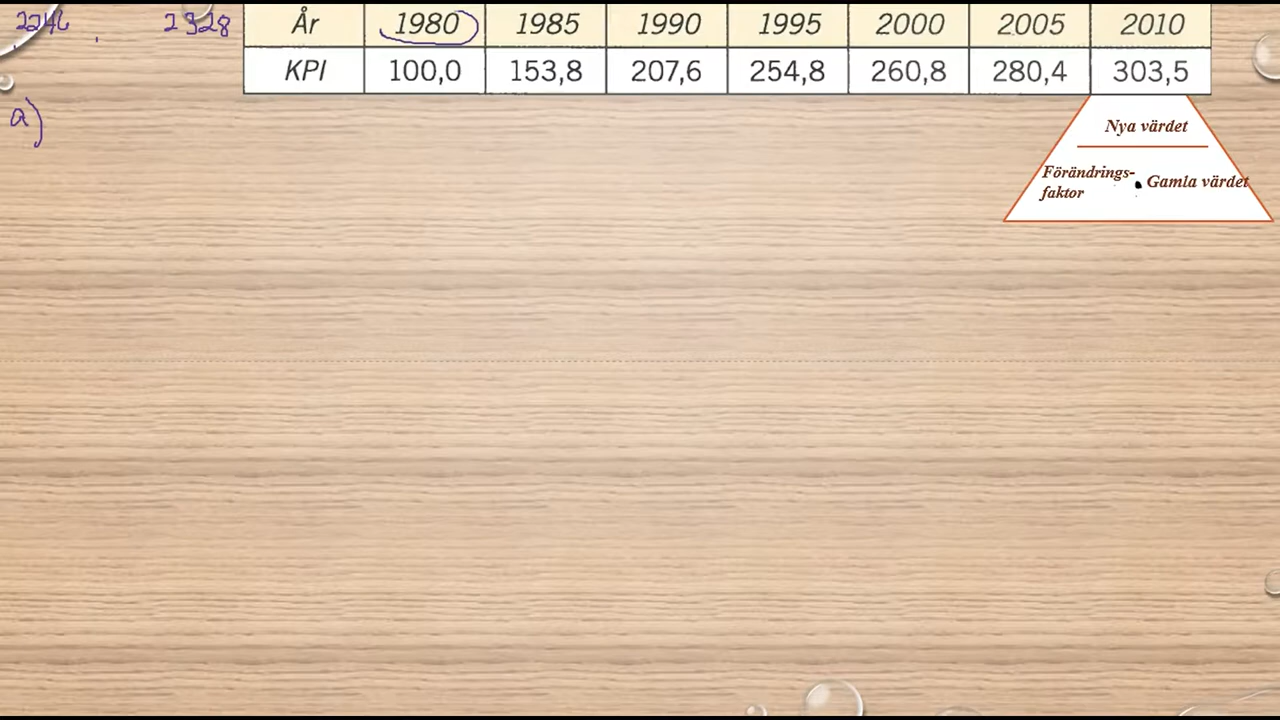 2246 2328
År 1980 1985 1990 1995 2000 2005 2010
KPI 100,0 153,8 207,6 254,8 260,8 280,4 303,5
a)
Nya värdet
Förändrings-
faktor
· Gamla värdet